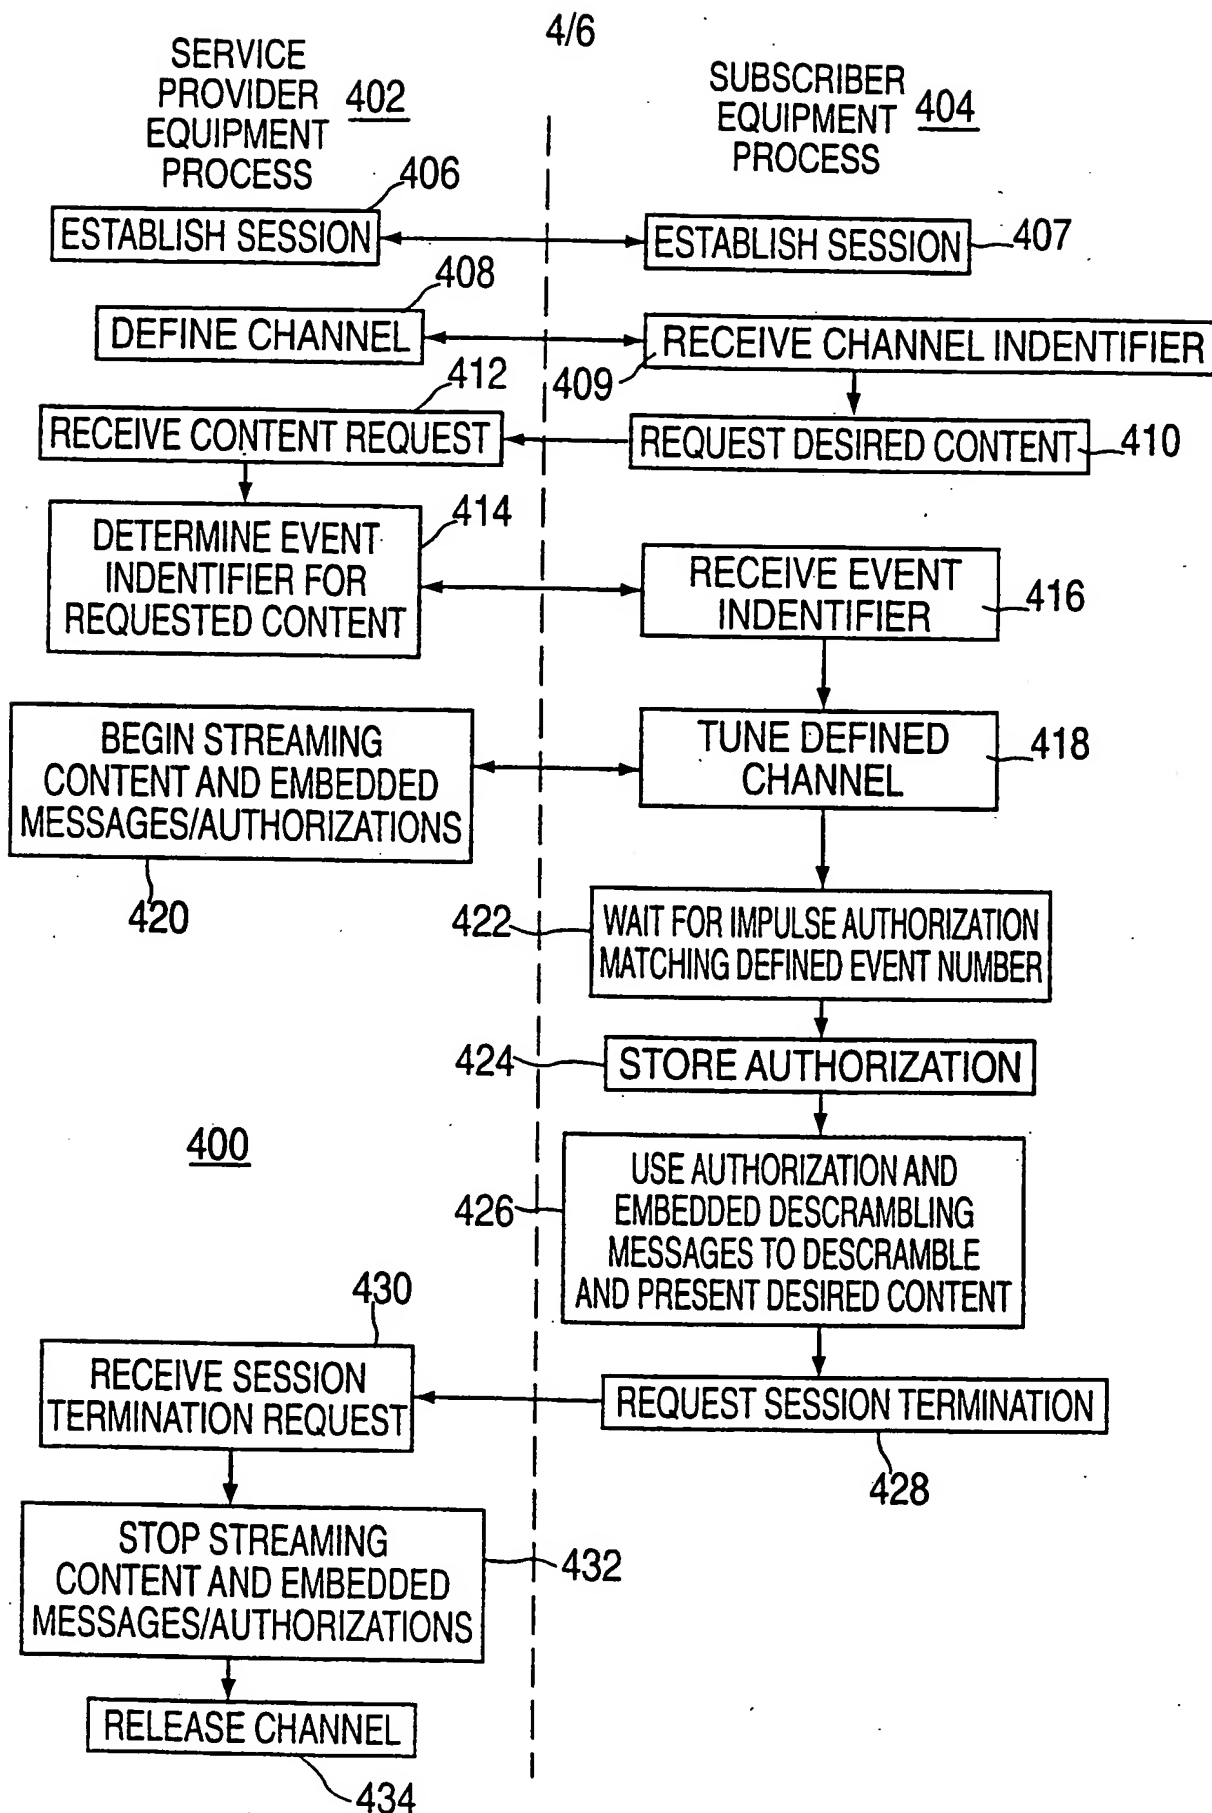 4/6
SERVICE
PROVIDER
EQUIPMENT
PROCESS
402
SUBSCRIBER
EQUIPMENT
PROCESS
404
406
ESTABLISH SESSION
ESTABLISH SESSION
407
408
DEFINE CHANNEL
RECEIVE CHANNEL INDENTIFIER
409
412
RECEIVE CONTENT REQUEST
REQUEST DESIRED CONTENT
410
414
DETERMINE EVENT
INDENTIFIER FOR
REQUESTED CONTENT
RECEIVE EVENT
INDENTIFIER
416
BEGIN STREAMING
CONTENT AND EMBEDDED
MESSAGES/AUTHORIZATIONS
420
TUNE DEFINED
CHANNEL
418
422
WAIT FOR IMPULSE AUTHORIZATION
MATCHING DEFINED EVENT NUMBER
424
STORE AUTHORIZATION
400
426
USE AUTHORIZATION AND
EMBEDDED DESCRAMBLING
MESSAGES TO DESCRAMBLE
AND PRESENT DESIRED CONTENT
430
RECEIVE SESSION
TERMINATION REQUEST
REQUEST SESSION TERMINATION
428
STOP STREAMING
CONTENT AND EMBEDDED
MESSAGES/AUTHORIZATIONS
432
RELEASE CHANNEL
434